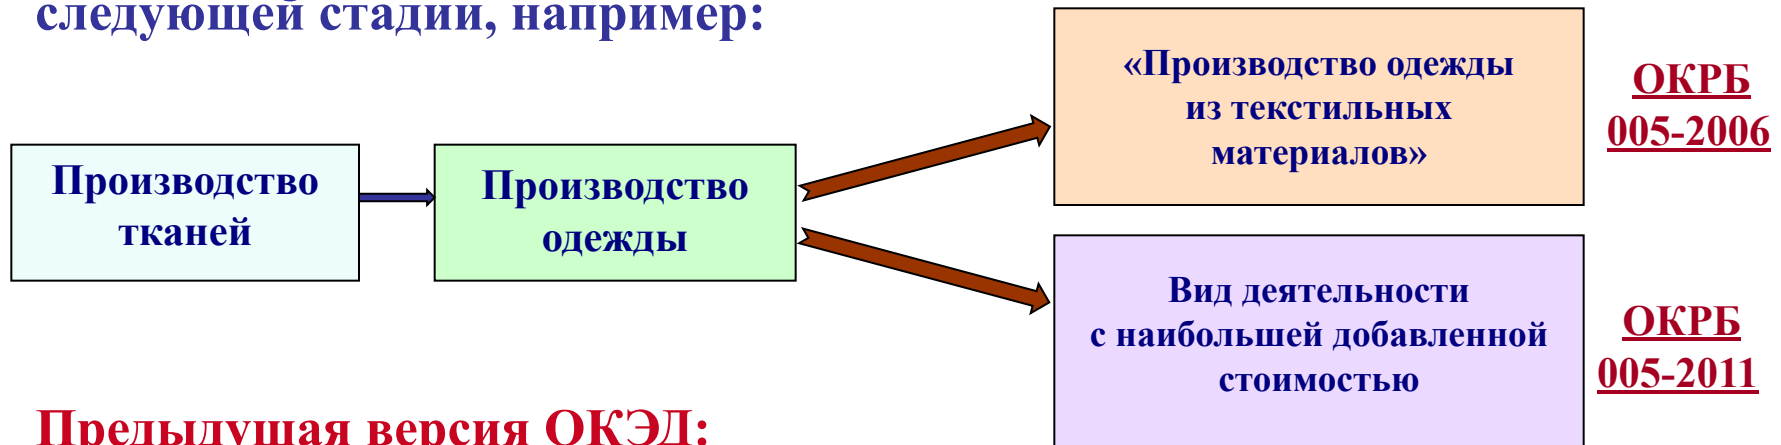 следующей стадии, например:
Производство
тканей
Производство
одежды
«Производство одежды
из текстильных
материалов»
ОКРБ
005-2006
Вид деятельности
с наибольшей добавленной
стоимостью
ОКРБ
005-2011
Предыдущая версия ОКЭД: